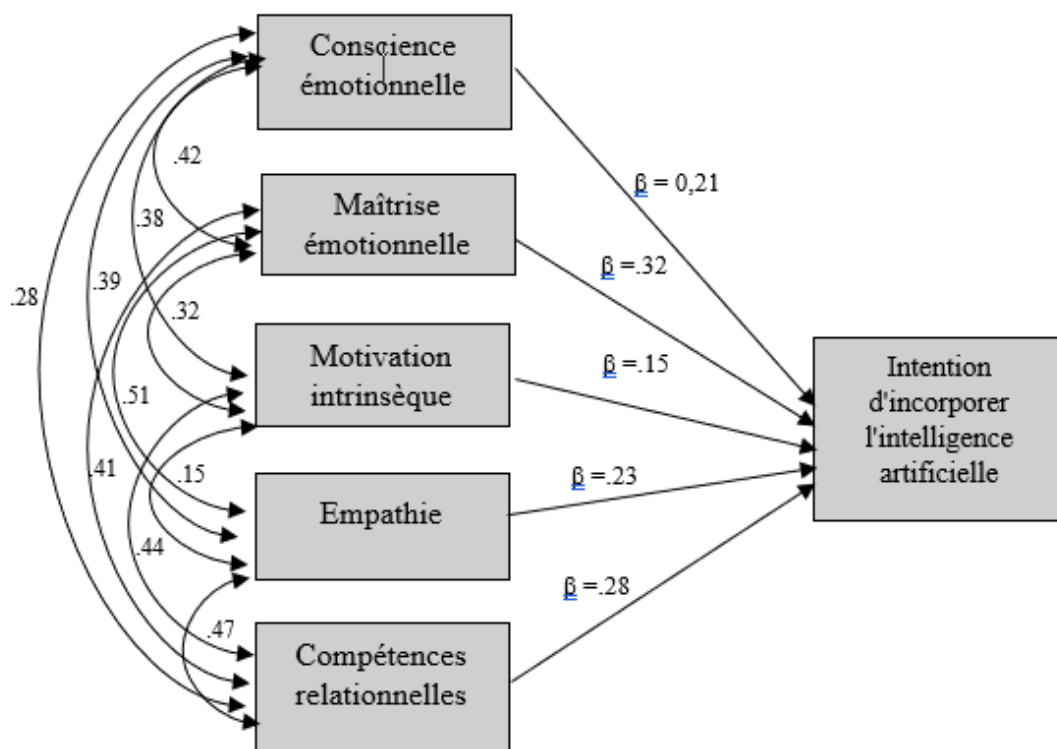 Conscience
émotionnelle
.42
β = 0,21
Maîtrise
émotionnelle
.38
β =.32
.39
.28
.32
Motivation
intrinsèque
β =.15
Intention
d'incorporer
l'intelligence
artificielle
.51
.41
.15
Empathie
β =.23
.44
β =.28
.47
Compétences
relationnelles